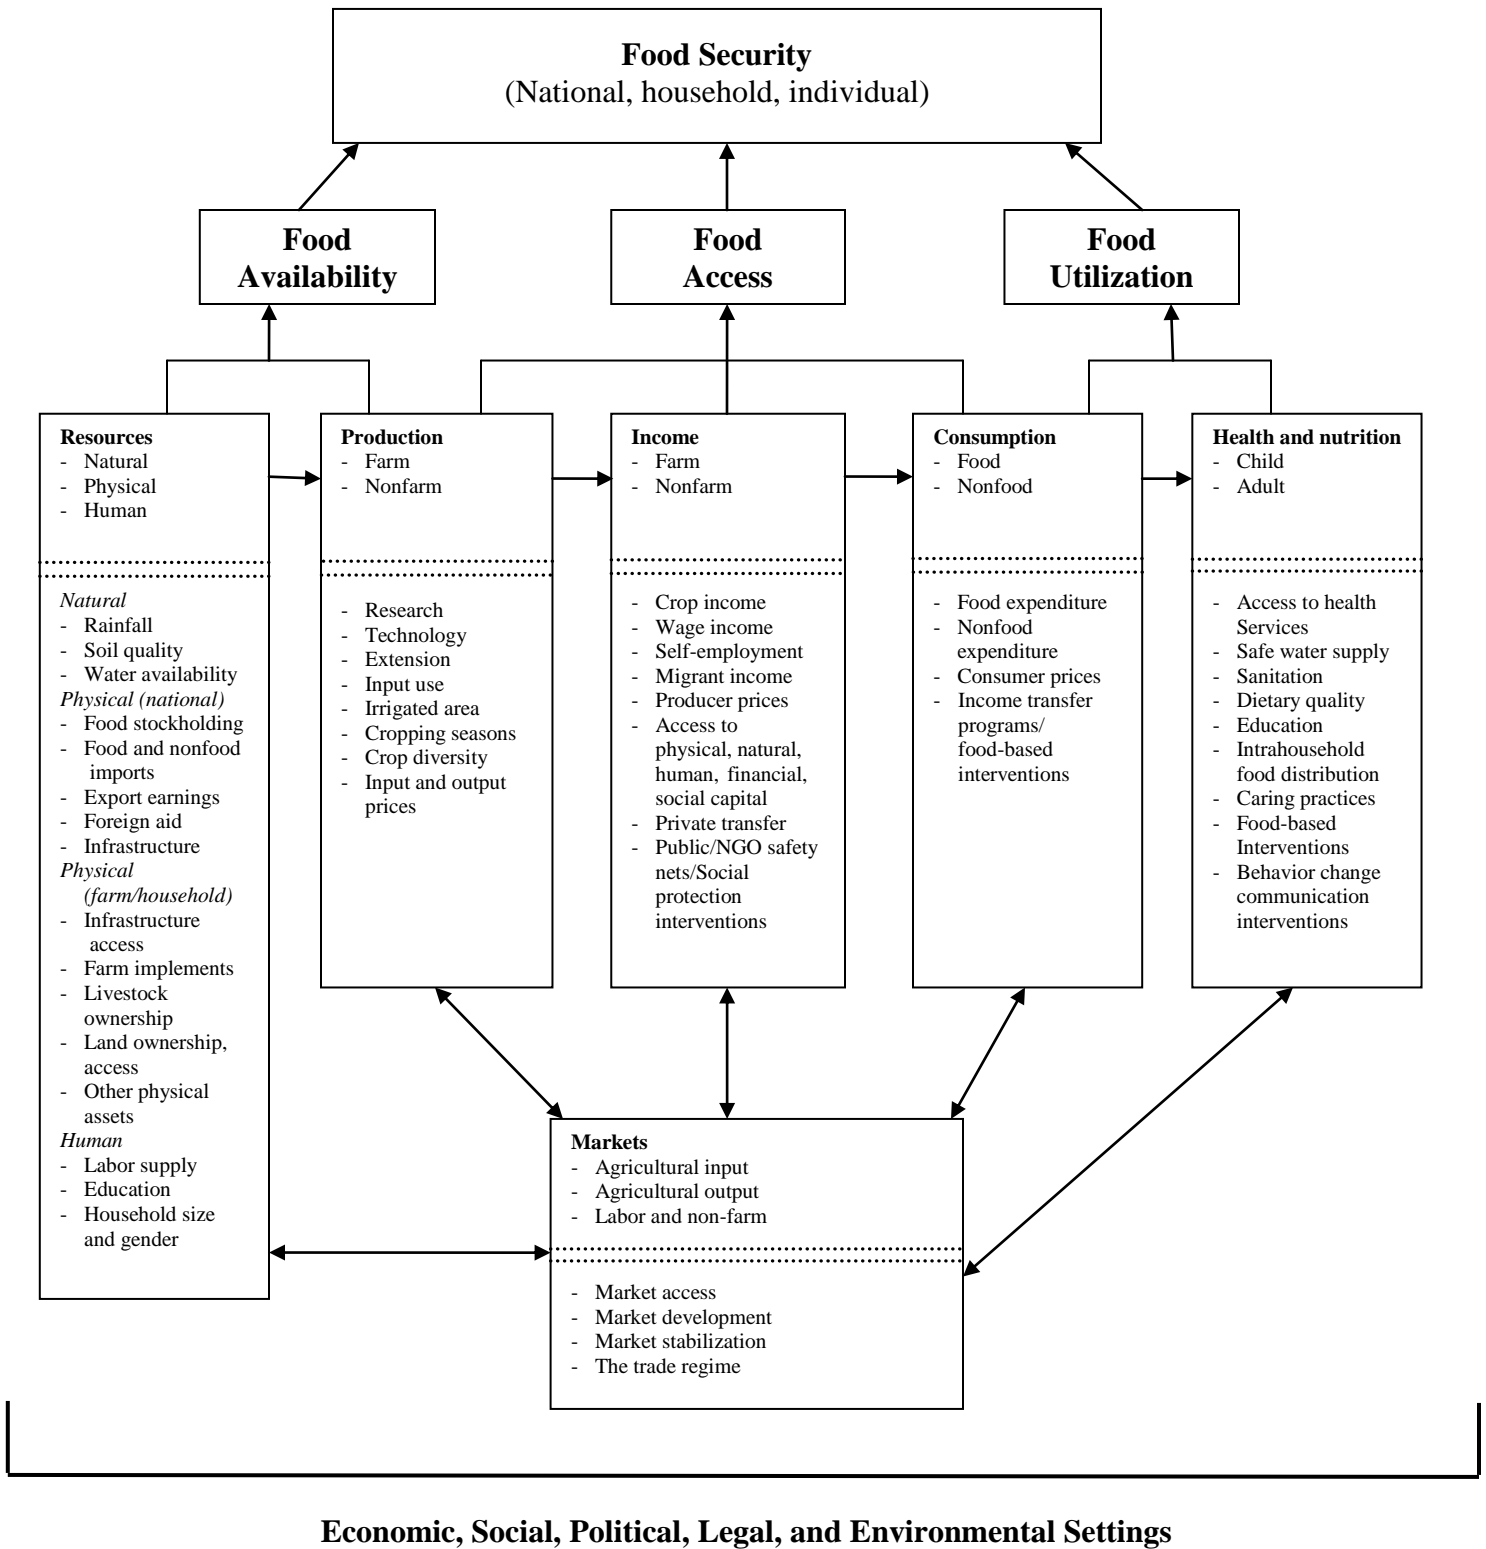 Food Security
(National, household, individual)
Food
Availability
Food
Access
Food
Utilization
Resources
- Natural
- Physical
- Human
Natural
- Rainfall
- Soil quality
- Water availability
Physical (national)
- Food stockholding
- Food and nonfood
imports
- Export earnings
- Foreign aid
- Infrastructure
Physical
(farm/household)
- Infrastructure
access
- Farm implements
- Livestock
ownership
- Land ownership,
access
- Other physical
assets
Human
- Labor supply
- Education
- Household size
and gender
Production
- Farm
- Nonfarm
- Research
- Technology
- Extension
- Input use
- Irrigated area
- Cropping seasons
- Crop diversity
- Input and output
prices
Income
- Farm
- Nonfarm
- Crop income
- Wage income
- Self-employment
- Migrant income
- Producer prices
- Access to
physical, natural,
human, financial,
social capital
- Private transfer
- Public/NGO safety
nets/Social
protection
interventions
Consumption
- Food
- Nonfood
- Food expenditure
- Nonfood
expenditure
- Consumer prices
- Income transfer
programs/
food-based
interventions
Health and nutrition
- Child
- Adult
- Access to health
Services
- Safe water supply
- Sanitation
- Dietary quality
- Education
- Intrahousehold
food distribution
- Caring practices
- Food-based
Interventions
- Behavior change
communication
interventions
Markets
- Agricultural input
- Agricultural output
- Labor and non-farm
- Market access
- Market development
- Market stabilization
- The trade regime
Economic, Social, Political, Legal, and Environmental Settings